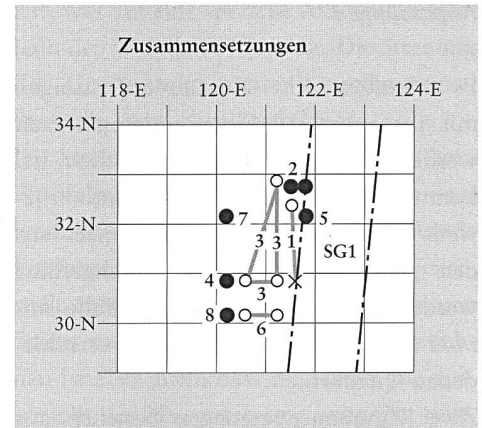 Zusammensetzungen
118-E 120-E 122-E 124-E
34-N
2
32-N 7 5
3 3 1 SG1
4
3
8
30-N
6